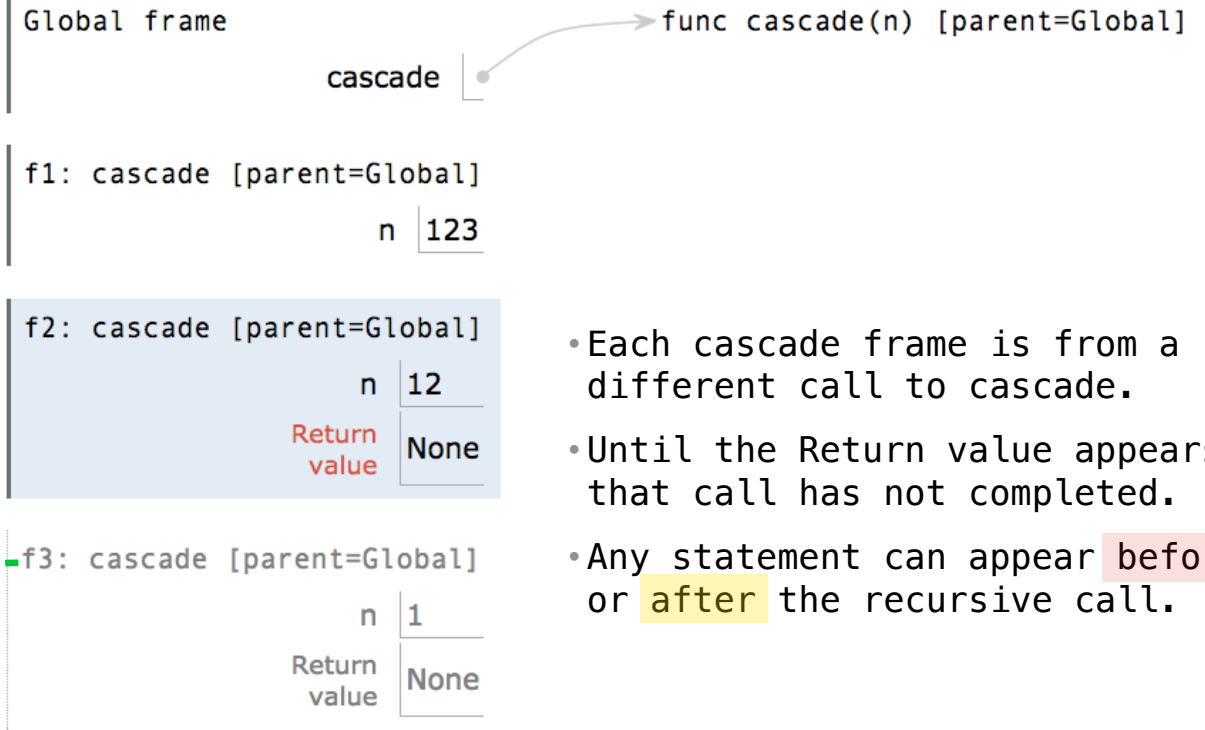 Global frame
func cascade(n) [parent=Global]
cascade
f1: cascade [parent=Global]
n 123
f2: cascade [parent=Global]
n 12
Return
value None
f3: cascade [parent=Global]
n 1
Return
value None
•Each cascade frame is from a
different call to cascade.
•Until the Return value appears
that call has not completed.
•Any statement can appear befo
or after the recursive call.